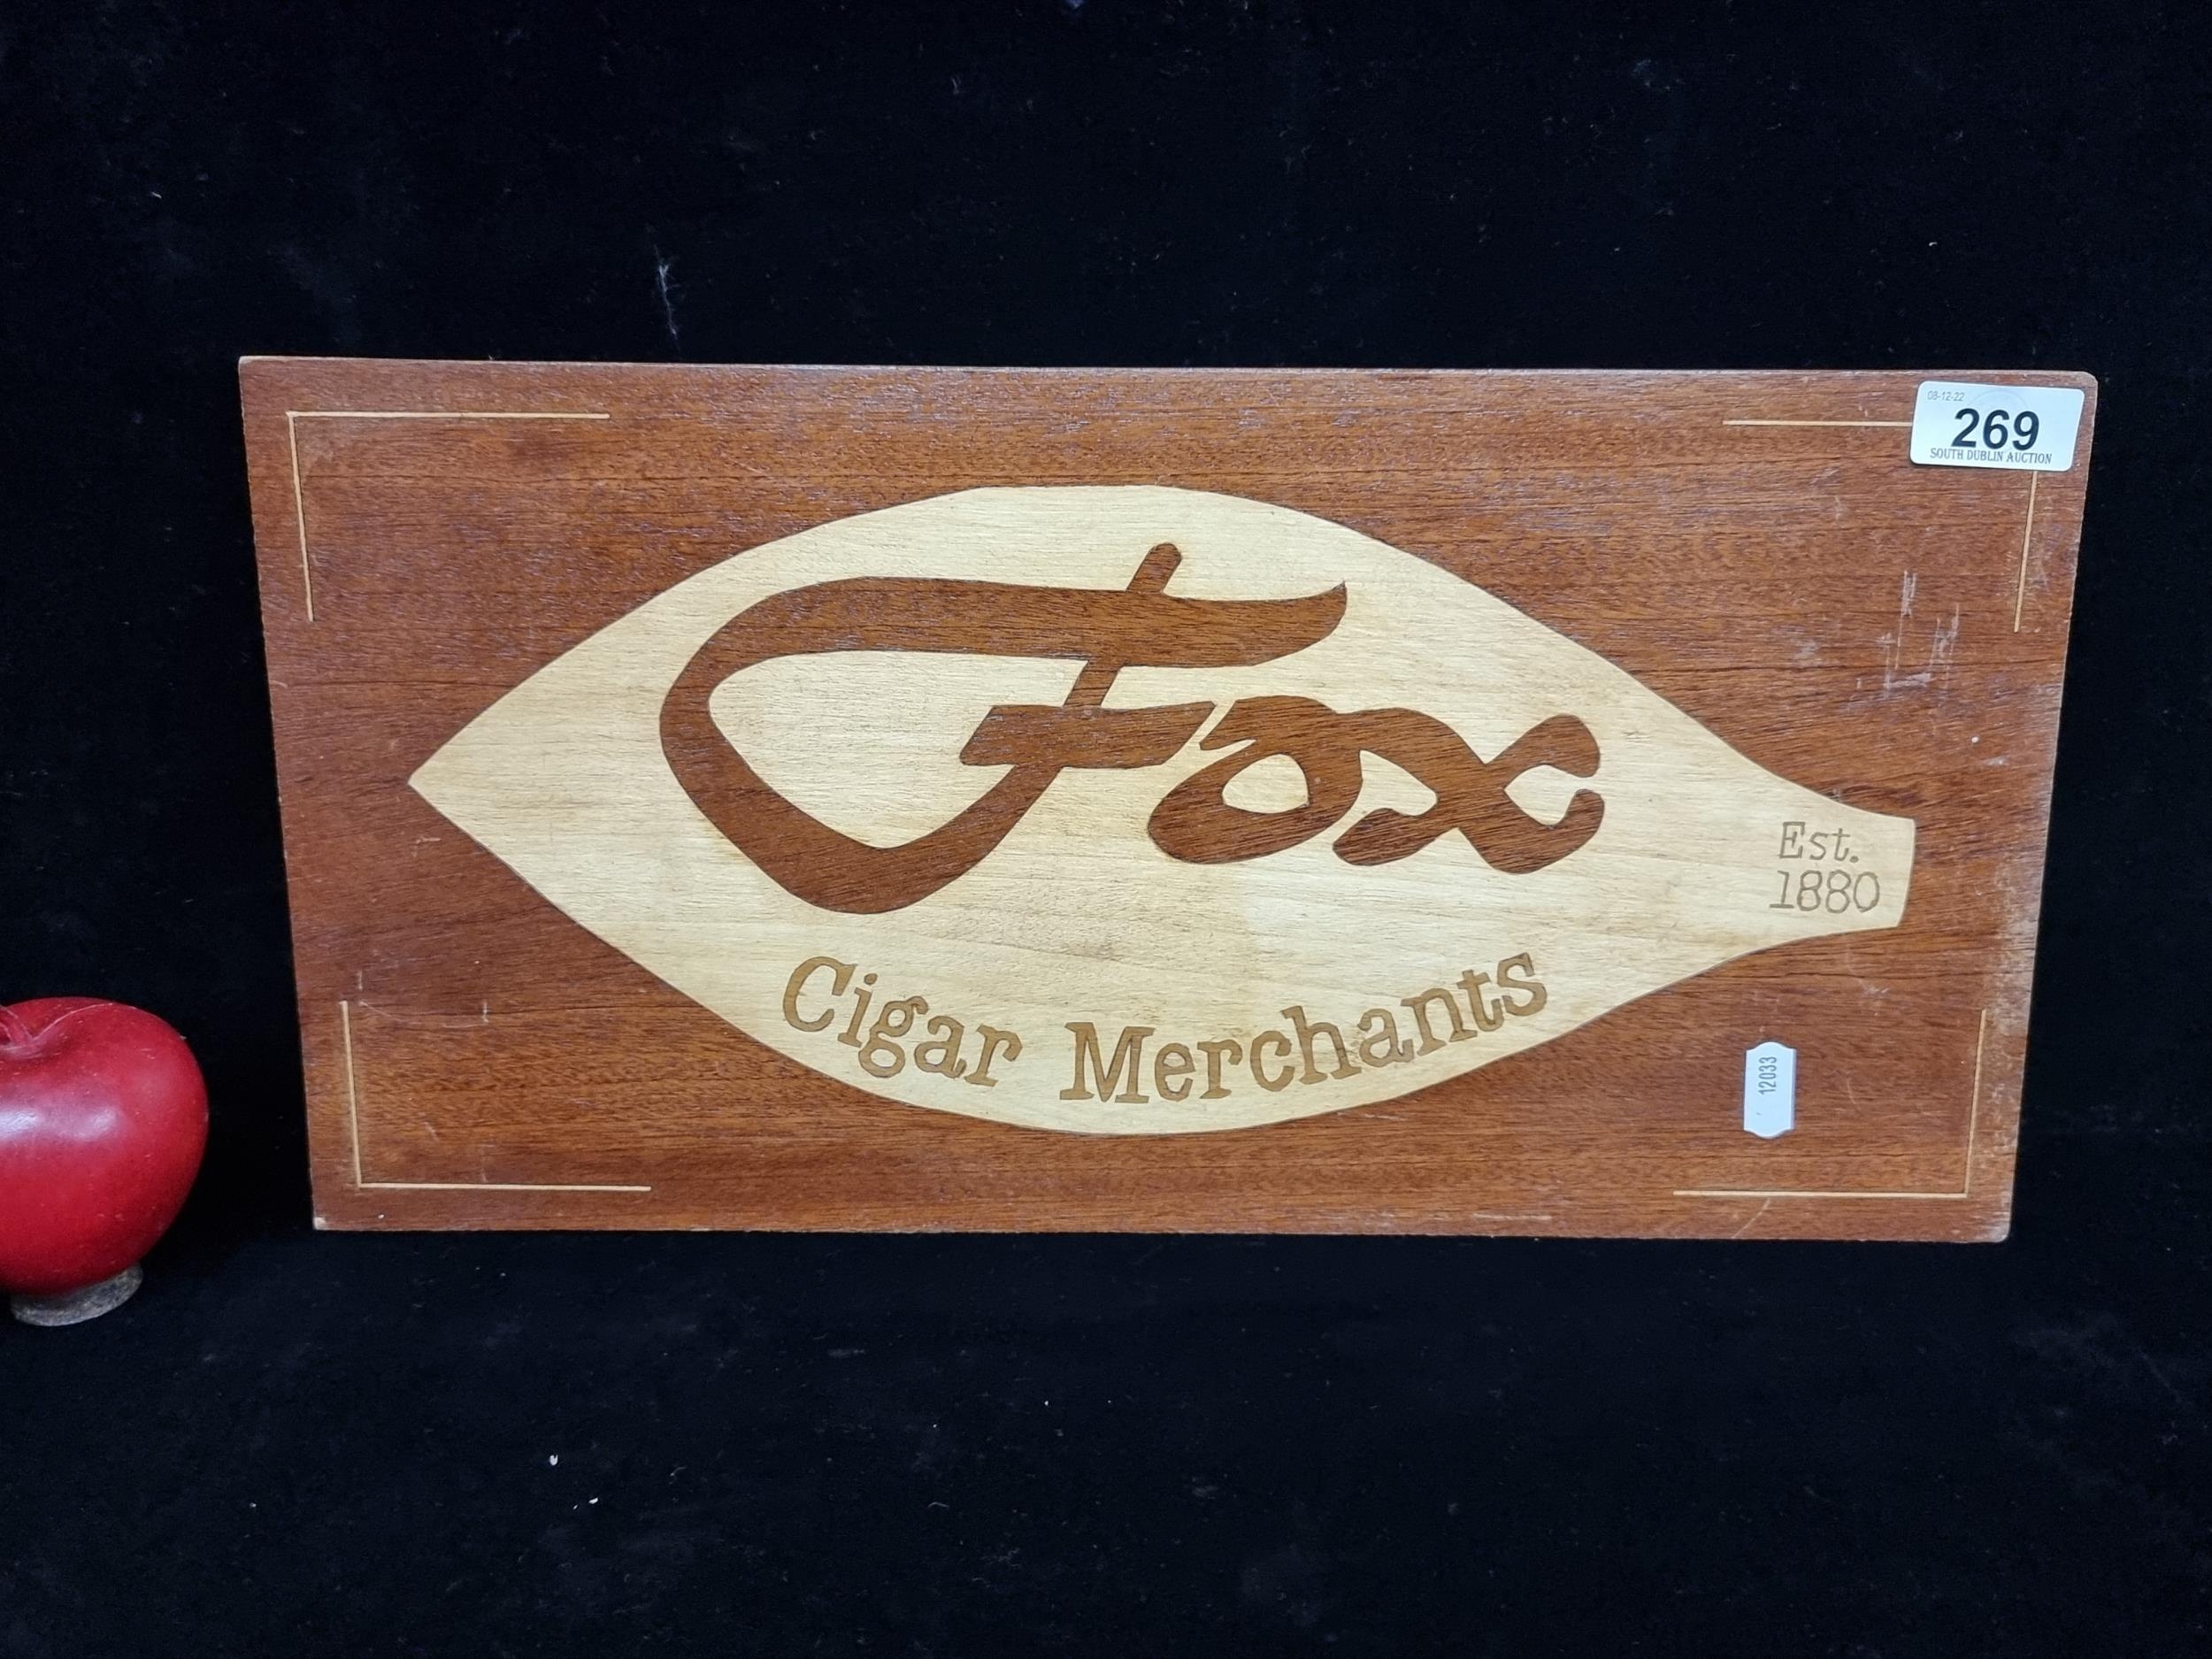 08-12-22
269
SOUTH DUBLIN AUCTION
Fox
Est.
1880
Cigar Merchants
12033